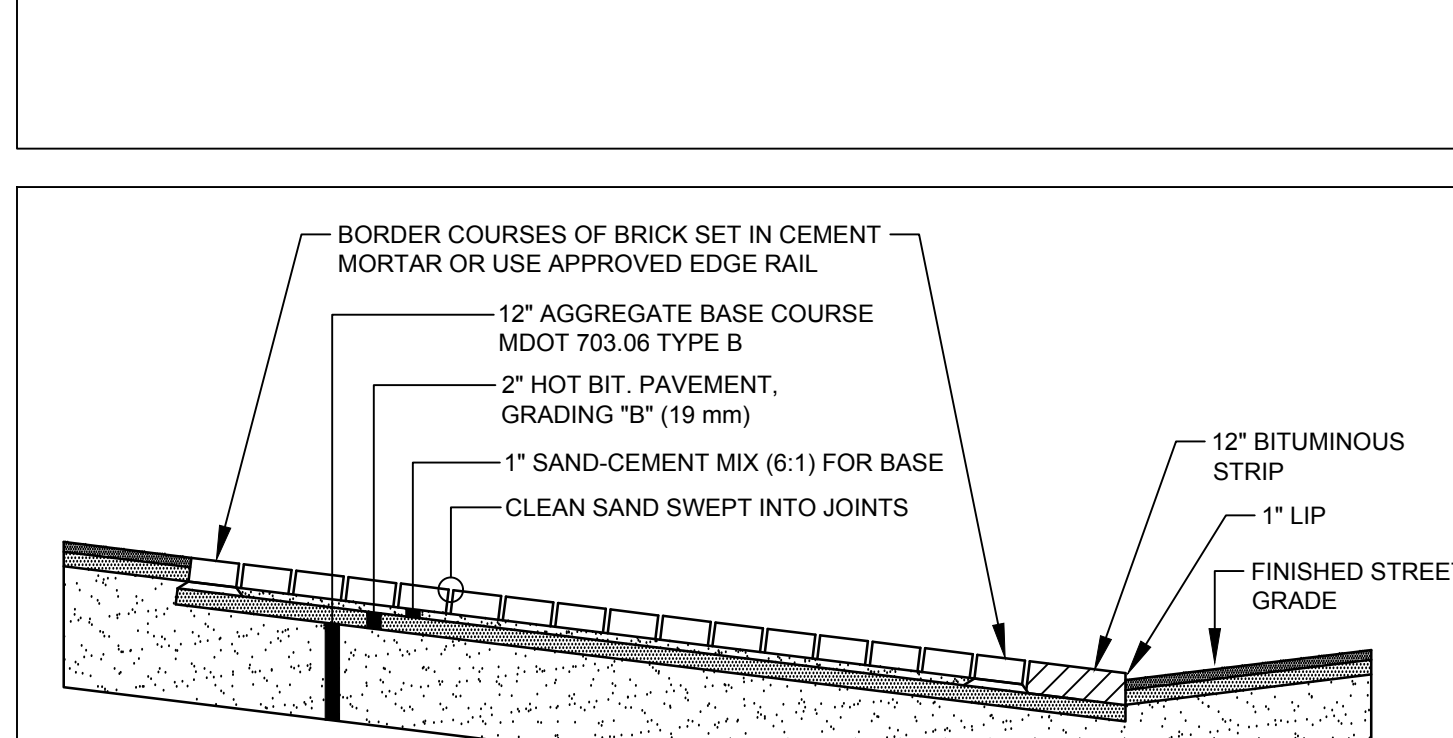 BORDER COURSES OF BRICK SET IN CEMENT
MORTAR OR USE APPROVED EDGE RAIL
12" AGGREGATE BASE COURSE
MDOT 703.06 TYPE B
2" HOT BIT. PAVEMENT,
GRADING "B" (19 mm)
1" SAND-CEMENT MIX (6:1) FOR BASE
CLEAN SAND SWEPT INTO JOINTS
12" BITUMINOUS
STRIP
1" LIP
FINISHED STREET
GRADE